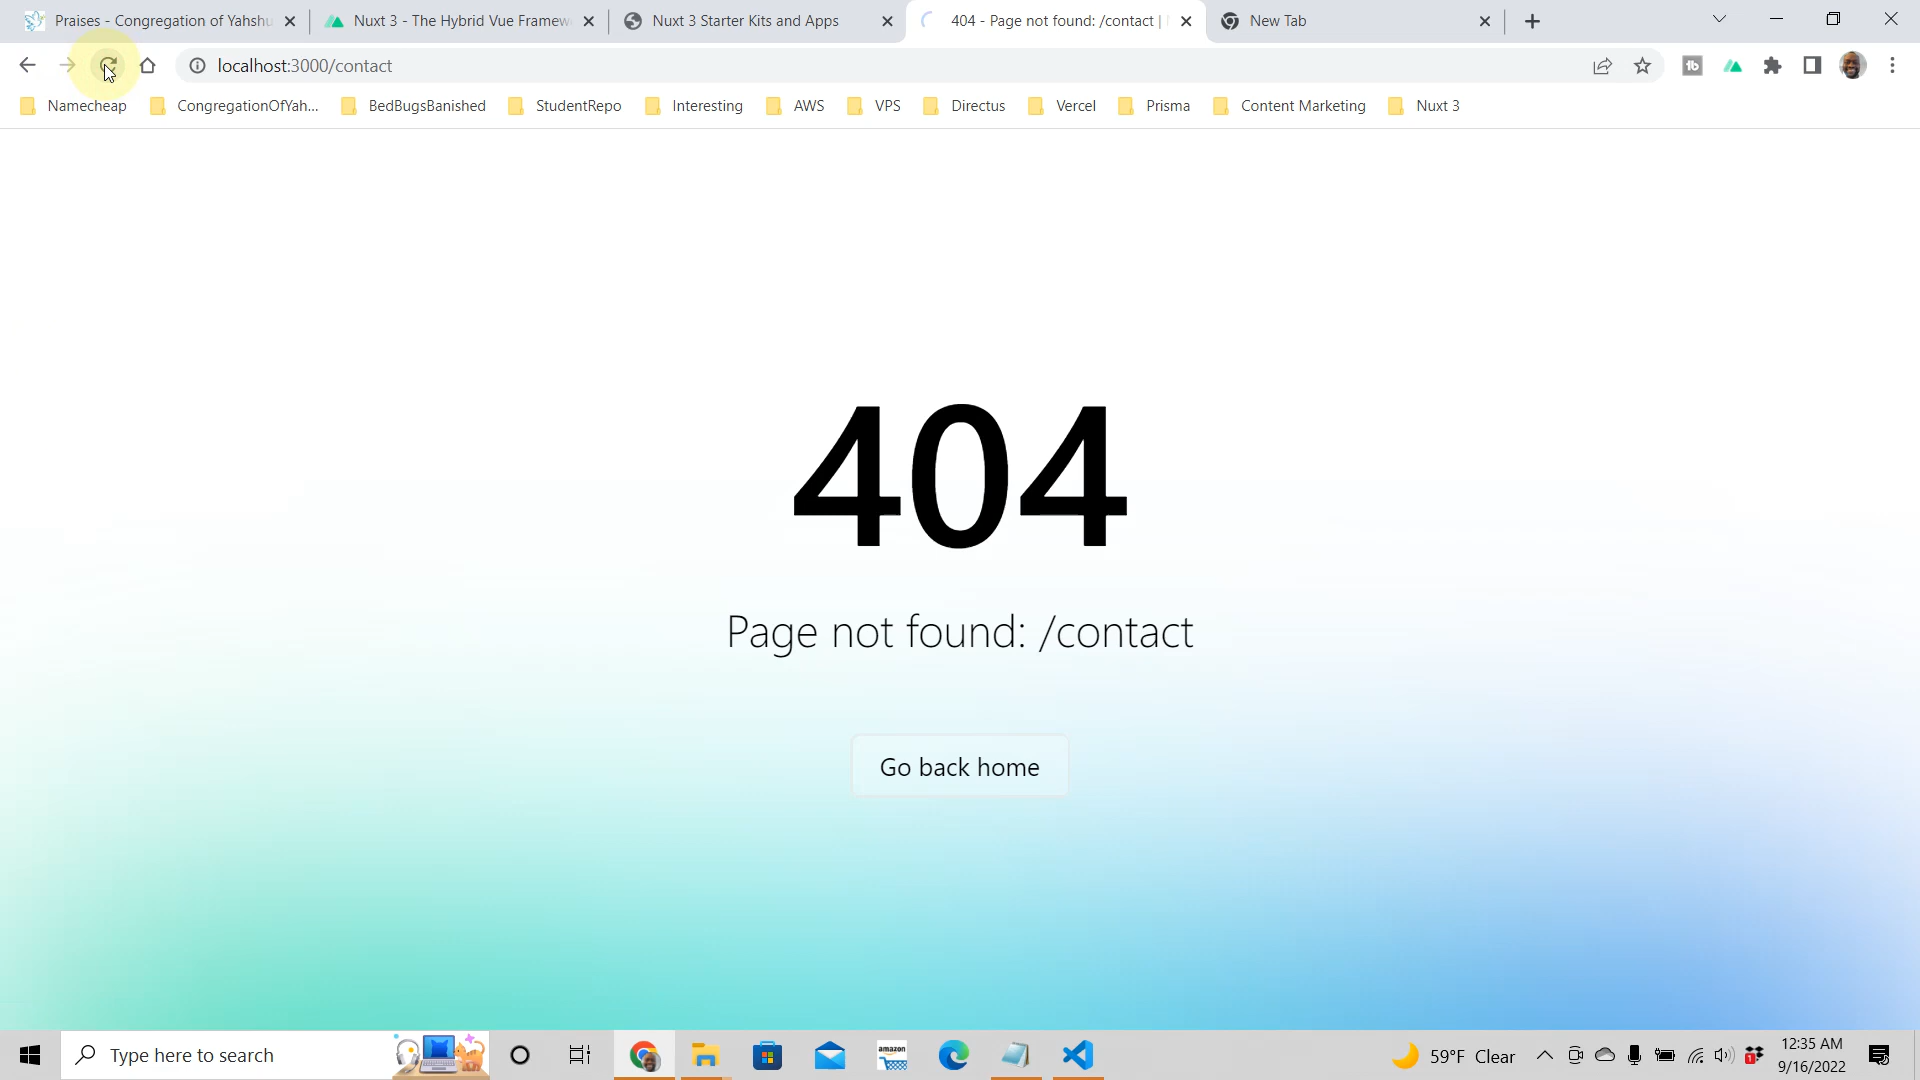 Praises - Congregation of Yahshu
Nuxt 3 - The Hybrid Vue Framew
Nuxt 3 Starter Kits and Apps
404 - Page not found: /contact |
New Tab
localhost:3000/contact
Namecheap
CongregationOfYah...
BedBugsBanished
StudentRepo
Interesting
AWS
VPS
Directus
Vercel
Prisma
Content Marketing
Nuxt 3
404
Page not found: /contact
Go back home
Type here to search
amazon
59°F Clear
1
12:35 AM
9/16/2022